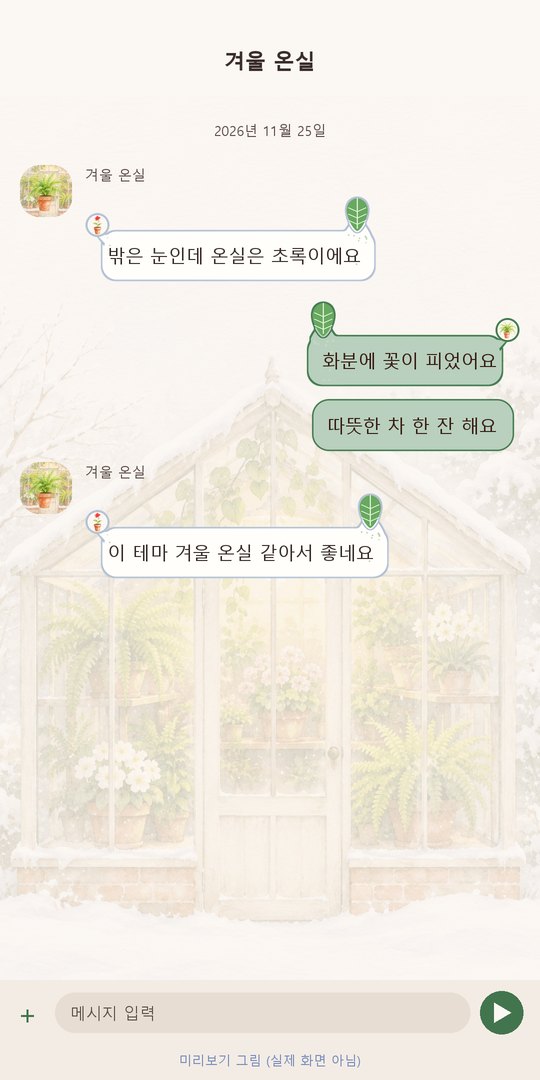 겨울 온실
2026년 11월 25일
겨울 온실
밖은 눈인데 온실은 초록이에요
화분에 꽃이 피었어요
따뜻한 차 한 잔 해요
겨울 온실
이 테마 겨울 온실 같아서 좋네요
메시지 입력
미리보기 그림 (실제 화면 아님)